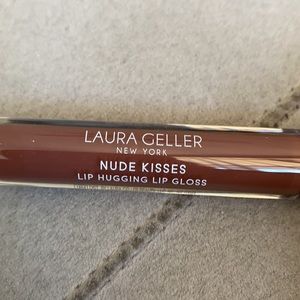 LAURA GELLER
NEW YORK
NUDE KISSES
LIP HUGGING LIP GLOSS